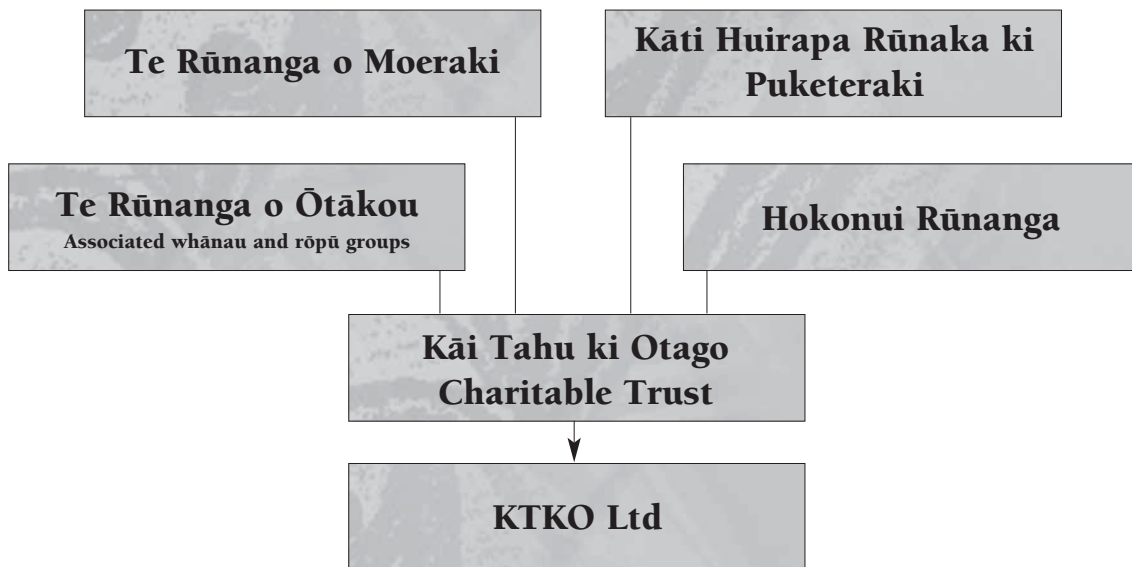 Te Rūnanga o Moeraki
Kāti Huirapa Rūnaka ki
Puketeraki
Te Rūnanga o Ōtākou
Associated whānau and rōpū groups
Hokonui Rūnanga
Kāi Tahu ki Otago
Charitable Trust
KTKO Ltd